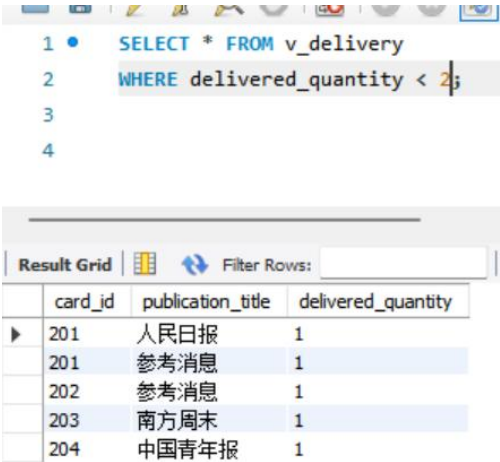 1 SELECT * FROM v_delivery
2 WHERE delivered_quantity < 2;
3
4
Result Grid Filter Rows:
card_id publication_title delivered_quantity
201 人民日报 1
201 参考消息 1
202 参考消息 1
203 南方周末 1
204 中国青年报 1